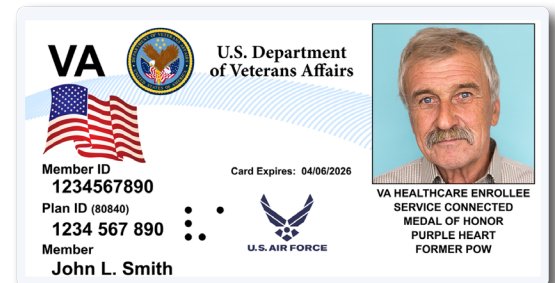 VA
U.S. Department
of Veterans Affairs
Member ID
1234567890
Card Expires: 04/06/2026
Plan ID (80840)
1234 567 890
U.S. AIR FORCE
Member
John L. Smith
VA HEALTHCARE ENROLLEE
SERVICE CONNECTED
MEDAL OF HONOR
PURPLE HEART
FORMER POW